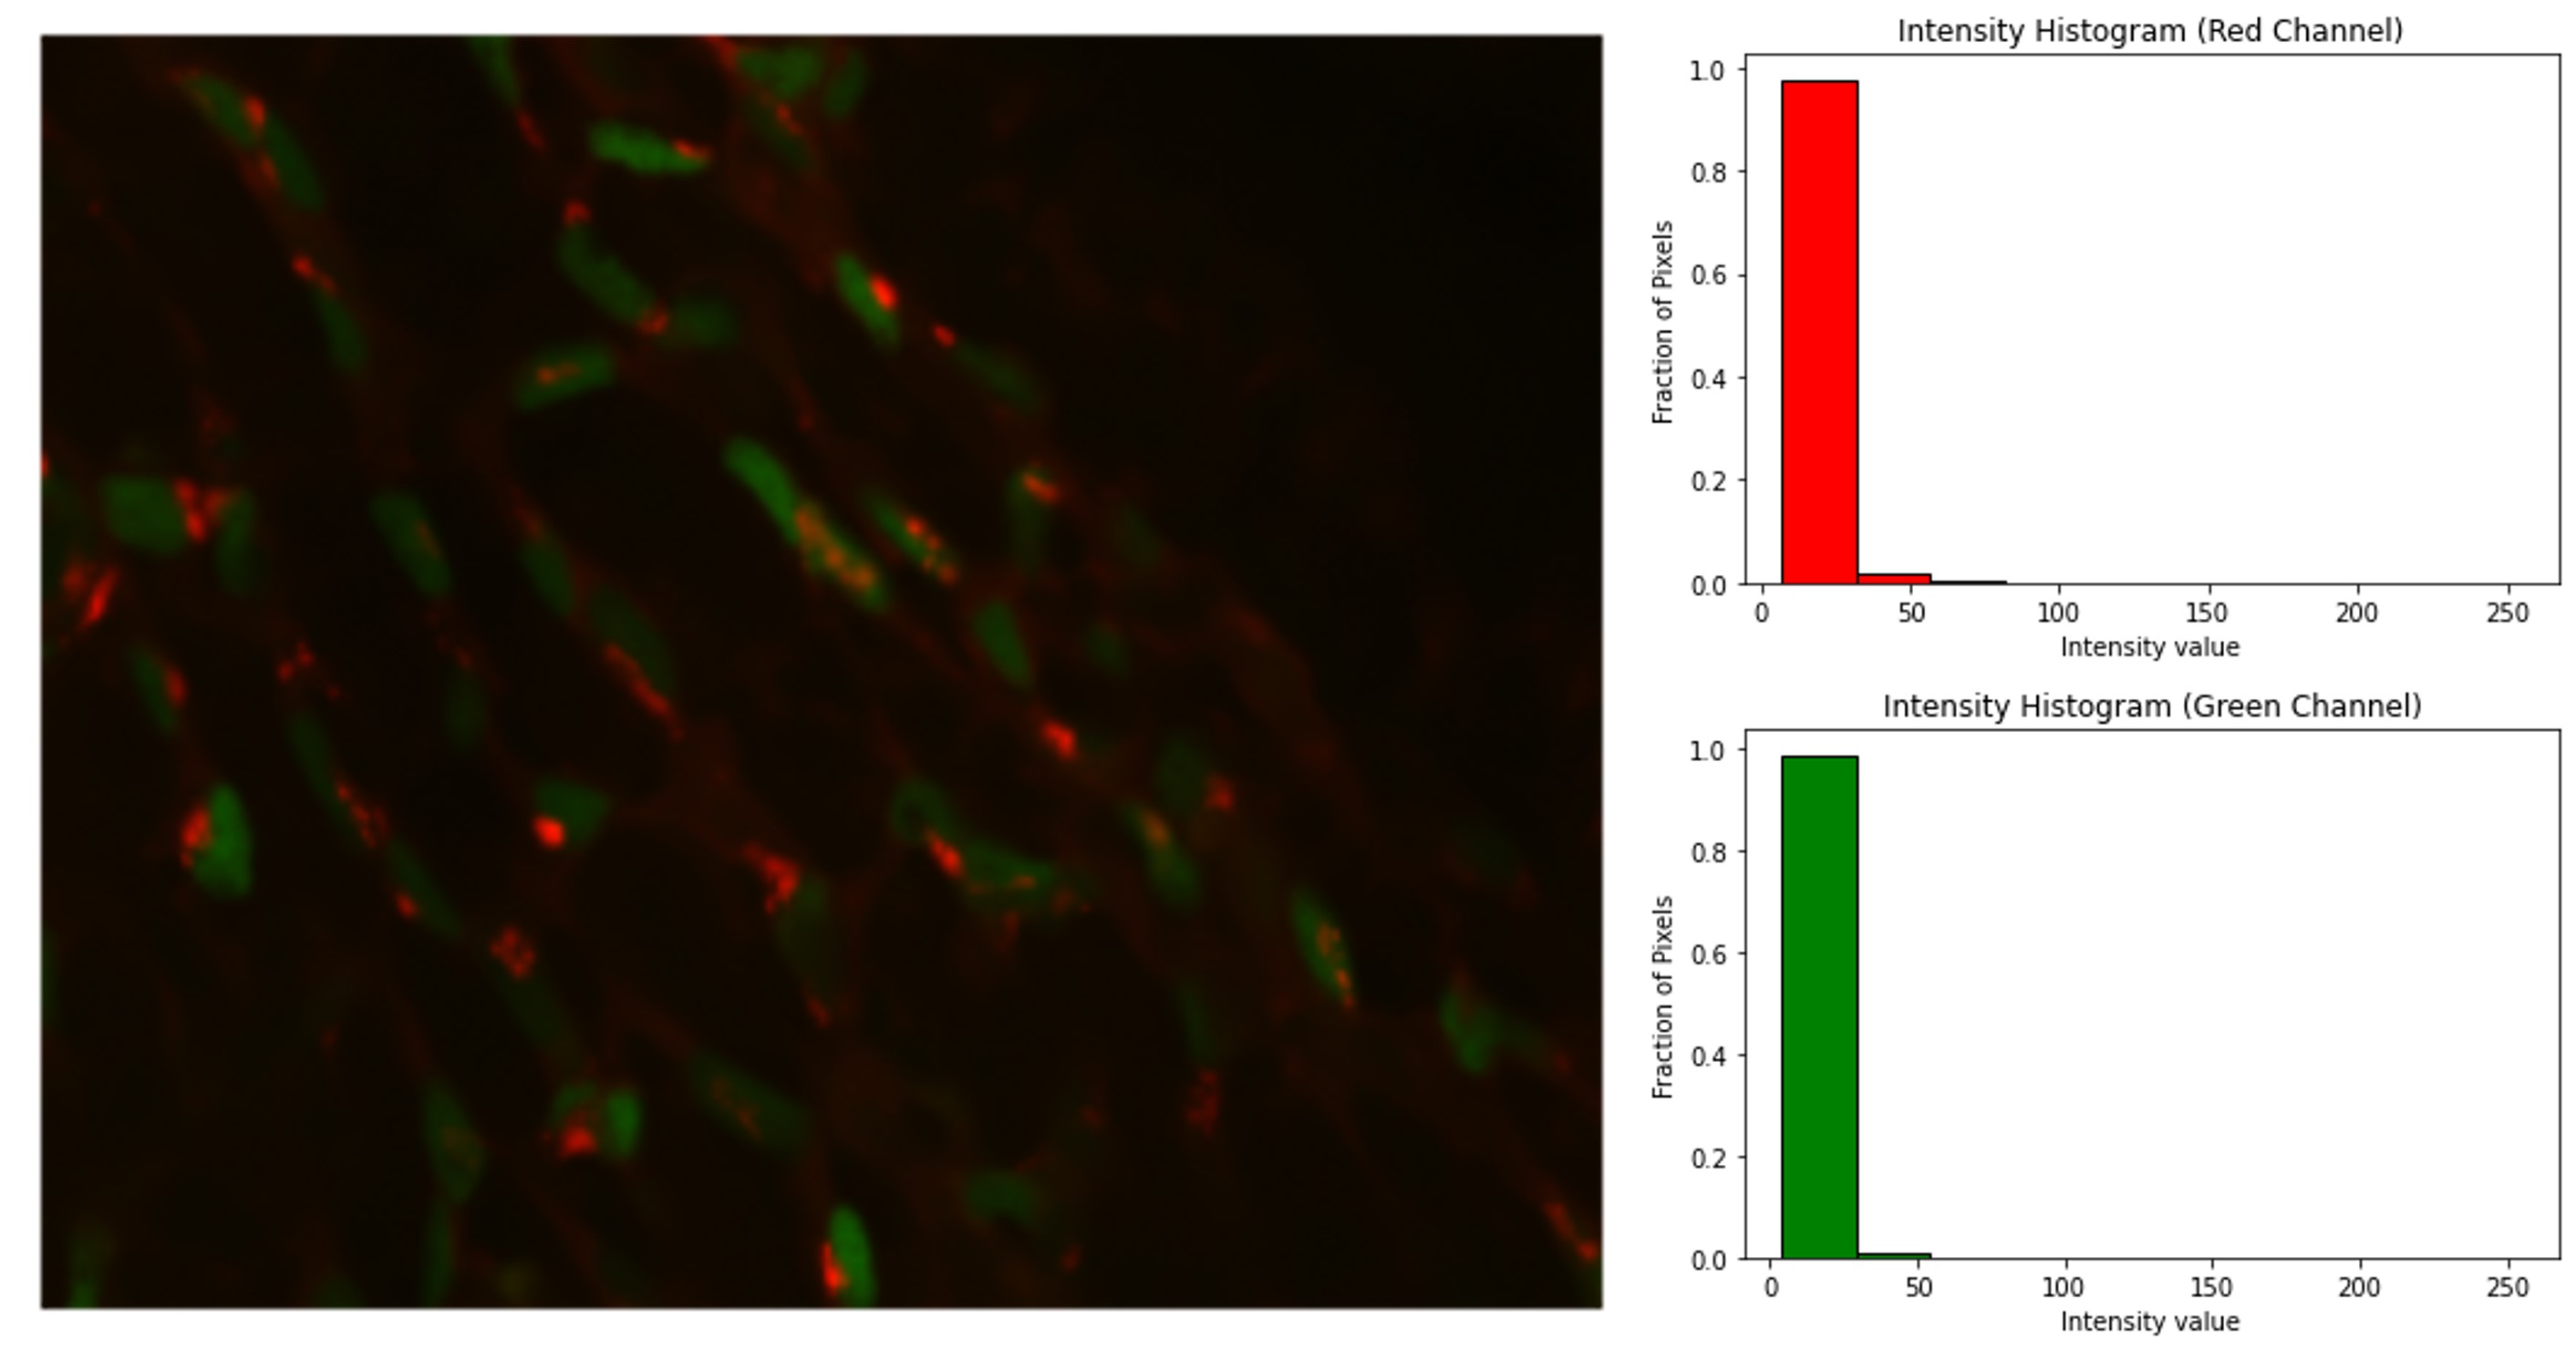 Intensity Histogram (Red Channel)
1.0
0.8
0.6
0.4
0.2
0.0
Fraction of Pixels
0 50 100 150 200 250
Intensity value
Intensity Histogram (Green Channel)
1.0
0.8
0.6
0.4
0.2
0.0
Fraction of Pixels
0 50 100 150 200 250
Intensity value